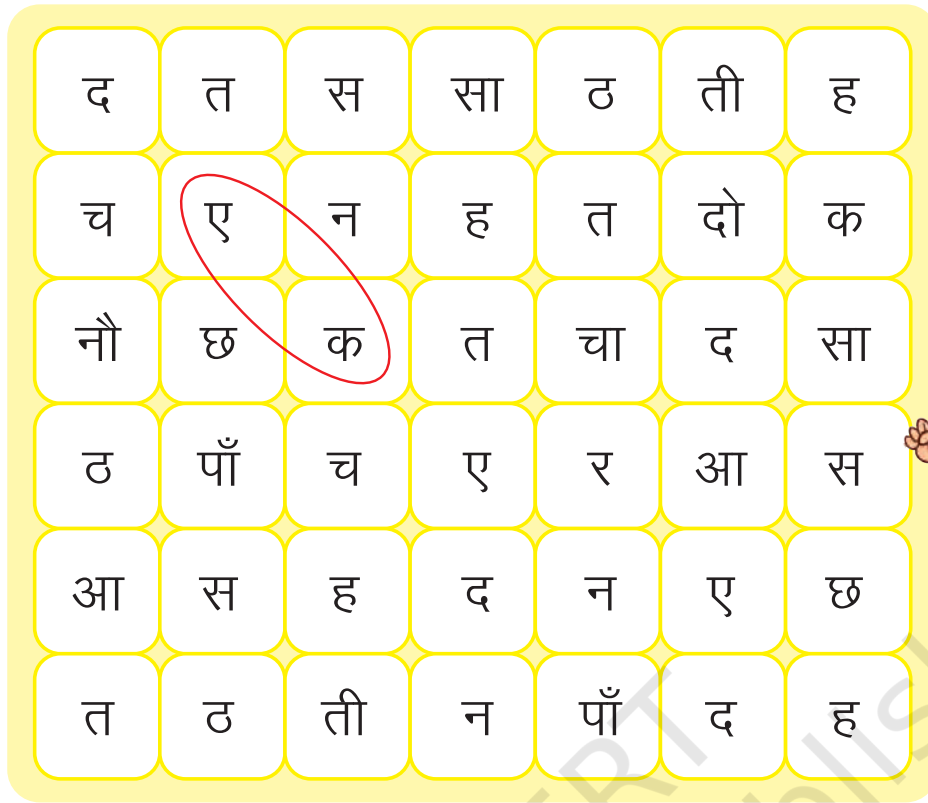 द त स सा ठ ती ह
च ए न ह त दो क
नौ छ क त चा द सा
ठ पाँ च ए र आ स
आ स ह द न ए छ
त ठ ती न पाँ द ह